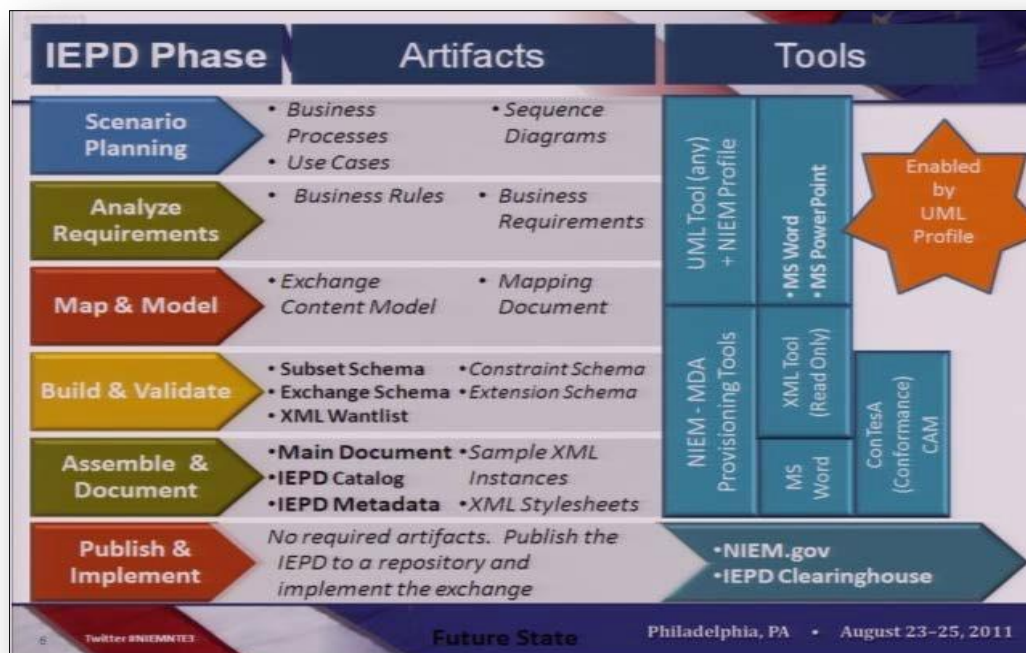 IEPD Phase
Artifacts
Tools
Scenario
Planning
• Business
Processes
• Use Cases
• Sequence
Diagrams
Analyze
Requirements
• Business Rules
• Business
Requirements
Map & Model
• Exchange
Content Model
• Mapping
Document
Build & Validate
• Subset Schema
• Exchange Schema
• XML Wantlist
• Constraint Schema
• Extension Schema
Assemble &
Document
• Main Document
• IEPD Catalog
• IEPD Metadata
• Sample XML
Instances
• XML Stylesheets
Publish &
Implement
No required artifacts. Publish the
IEPD to a repository and
implement the exchange
UML Tool (any)
+ NIEM Profile
• MS Word
• MS PowerPoint
Enabled
by
UML
Profile
NIEM - MDA
Provisioning Tools
XML Tool
(Read Only)
MS
Word
ConTesA
(Conformance)
CAM
• NIEM.gov
• IEPD Clearinghouse
6
Twitter #NIEMNTE3
Future State
Philadelphia, PA • August 23–25, 2011